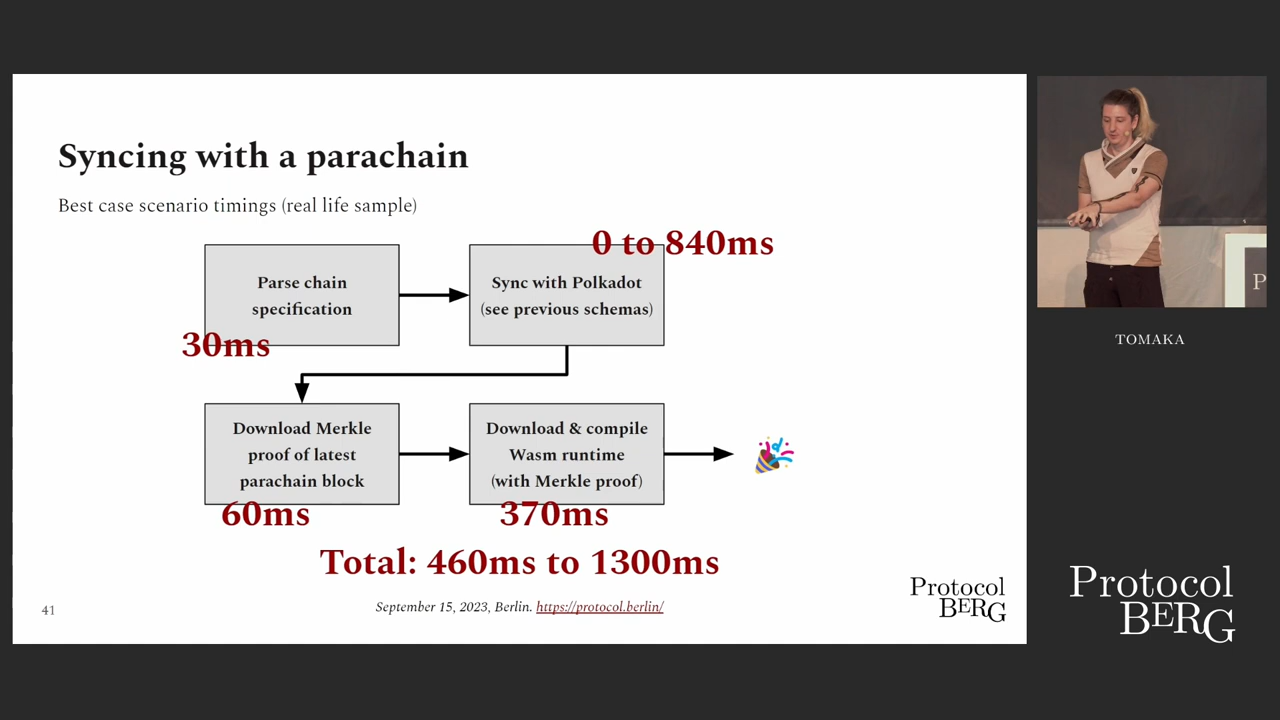 Syncing with a parachain
Best case scenario timings (real life sample)
0 to 840ms
Parse chain
specification
Sync with Polkadot
(see previous schemas)
30ms
Download Merkle
proof of latest
parachain block
Download & compile
Wasm runtime
(with Merkle proof)
60ms
370ms
Total: 460ms to 1300ms
41
September 15, 2023, Berlin. https://protocol.berlin/
Protocol
BERG
P
TOMAKA
Protocol
BERG